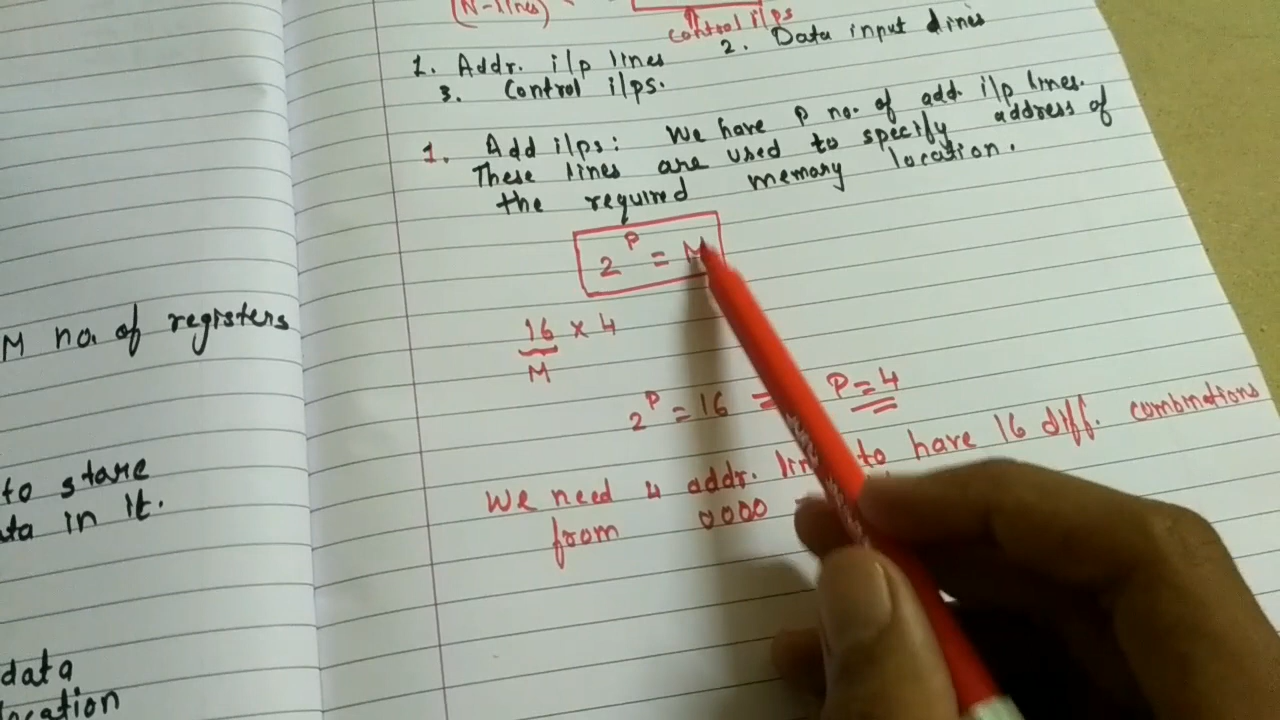 (N-lines)
control i/ps
1. Addr. i/p lines 2. Data input lines
3. Control i/ps.
1. Add i/ps: We have P no. of add. i/p lines.
These lines are used to specify address of
the required memory location.
2^P = M
16 x 4
M
2^P = 16 P=4
We need 4 addr. to have 16 diff. combinations
from 0000
M no. of registers
to store
in it.
data